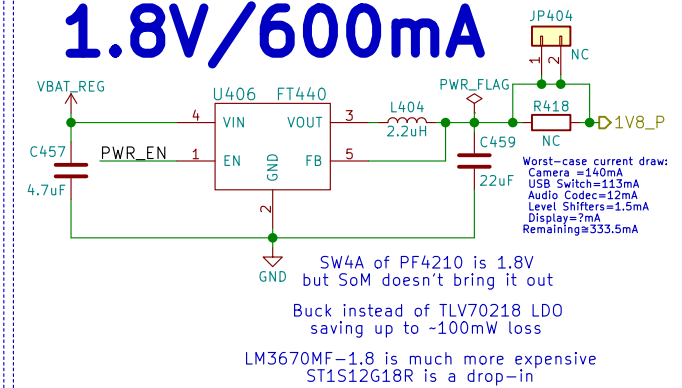 1.8V/600mA
JP404
1
2
NC
VBAT_REG
U406
FT440
PWR_FLAG
4
VIN
VOUT
3
L404
2.2uH
R418
NC
1V8_P
C457
4.7uF
PWR_EN
1
EN
FB
5
GND
2
C459
22uF
Worst-case current draw:
Camera =140mA
USB Switch=113mA
Audio Codec=12mA
Level Shifters=1.5mA
Display=?mA
Remaining≅333.5mA
GND
SW4A of PF4210 is 1.8V
but SoM doesn't bring it out
Buck instead of TLV70218 LDO
saving up to ~100mW loss
LM3670MF-1.8 is much more expensive
ST1S12G18R is a drop-in